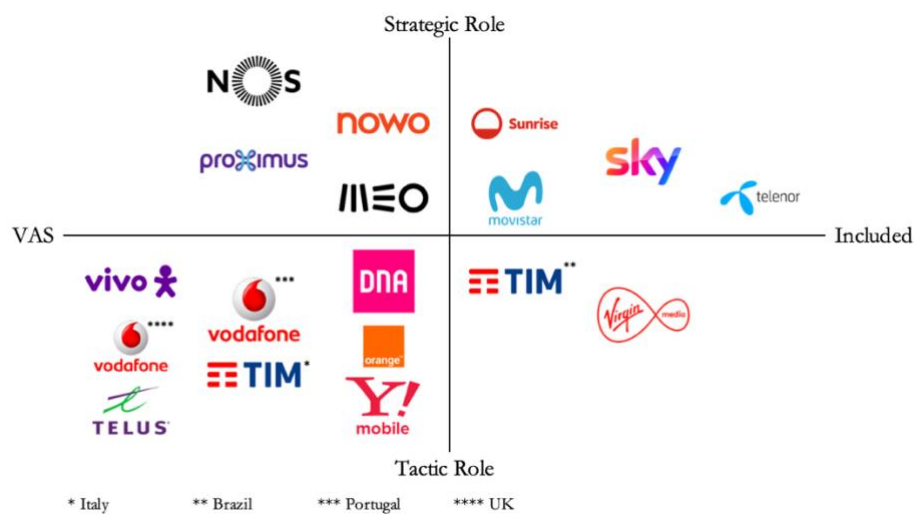 Strategic Role
NOS
nowo
Sunrise
proximus
sky
MEO
movistar
telenor
VAS
Included
vivo
***
vodafone
DNA
TIM**
Virgin media
****
vodafone
TIM*
orange™
TELUS®
Y!
mobile
Tactic Role
* Italy ** Brazil *** Portugal **** UK